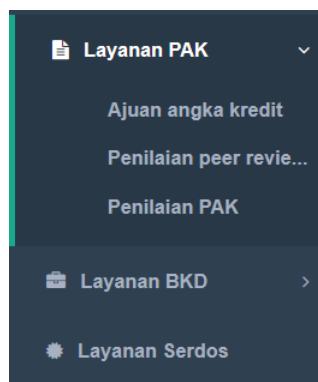 Layanan PAK
Ajuan angka kredit
Penilaian peer revie...
Penilaian PAK
Layanan BKD
Layanan Serdos